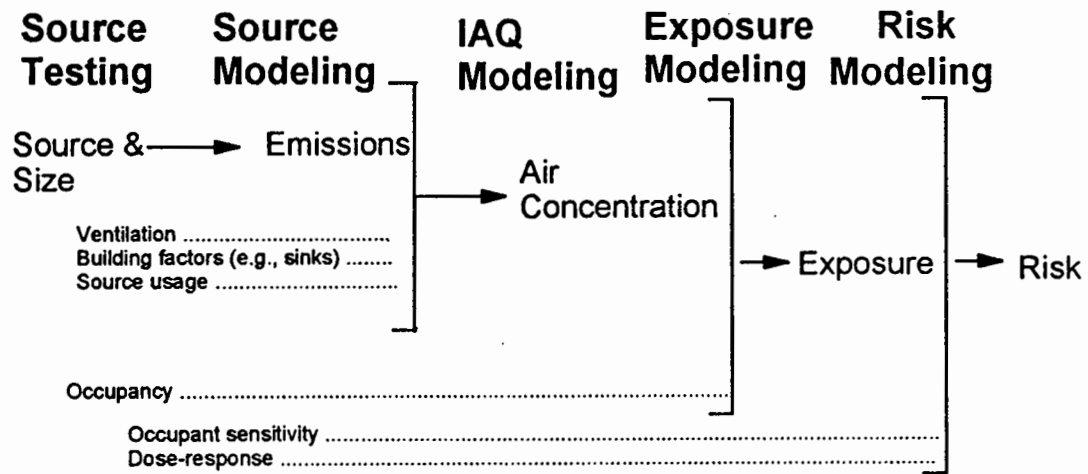 Source Testing
Source Modeling
IAQ Modeling
Exposure Modeling
Risk Modeling
Source & Size
Emissions
Air Concentration
Ventilation ..............................
Building factors (e.g., sinks) ........
Source usage ..........................
Exposure
Risk
Occupancy ................................................................
Occupant sensitivity ................................................................
Dose-response ................................................................